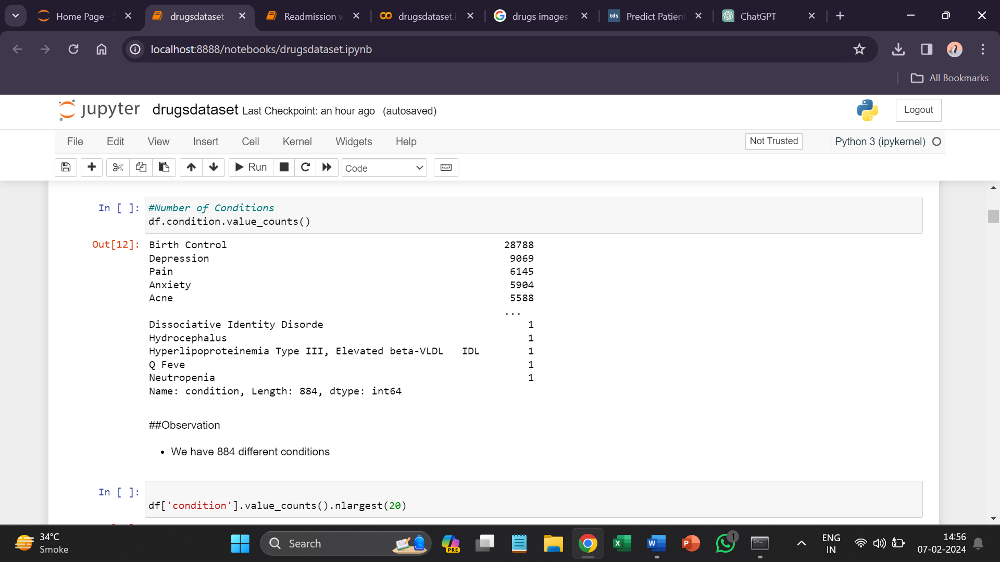 Home Page - S
drugsdataset -
Readmission w
drugsdataset.i
drugs images
tds
Predict Patien
ChatGPT
localhost:8888/notebooks/drugsdataset.ipynb
All Bookmarks
jupyter drugsdataset Last Checkpoint: an hour ago (autosaved)
Logout
File Edit View Insert Cell Kernel Widgets Help
Not Trusted
Python 3 (ipykernel)
Run
Code
In [ ]: #Number of Conditions
df.condition.value_counts()
Out[12]: Birth Control 28788
Depression 9069
Pain 6145
Anxiety 5904
Acne 5588
...
Dissociative Identity Disorde 1
Hydrocephalus 1
Hyperlipoproteinemia Type III, Elevated beta-VLDL IDL 1
Q Feve 1
Neutropenia 1
Name: condition, Length: 884, dtype: int64
##Observation
• We have 884 different conditions
In [ ]:
df['condition'].value_counts().nlargest(20)
34°C
Smoke
Search
PRE
1
ENG
IN
14:56
07-02-2024